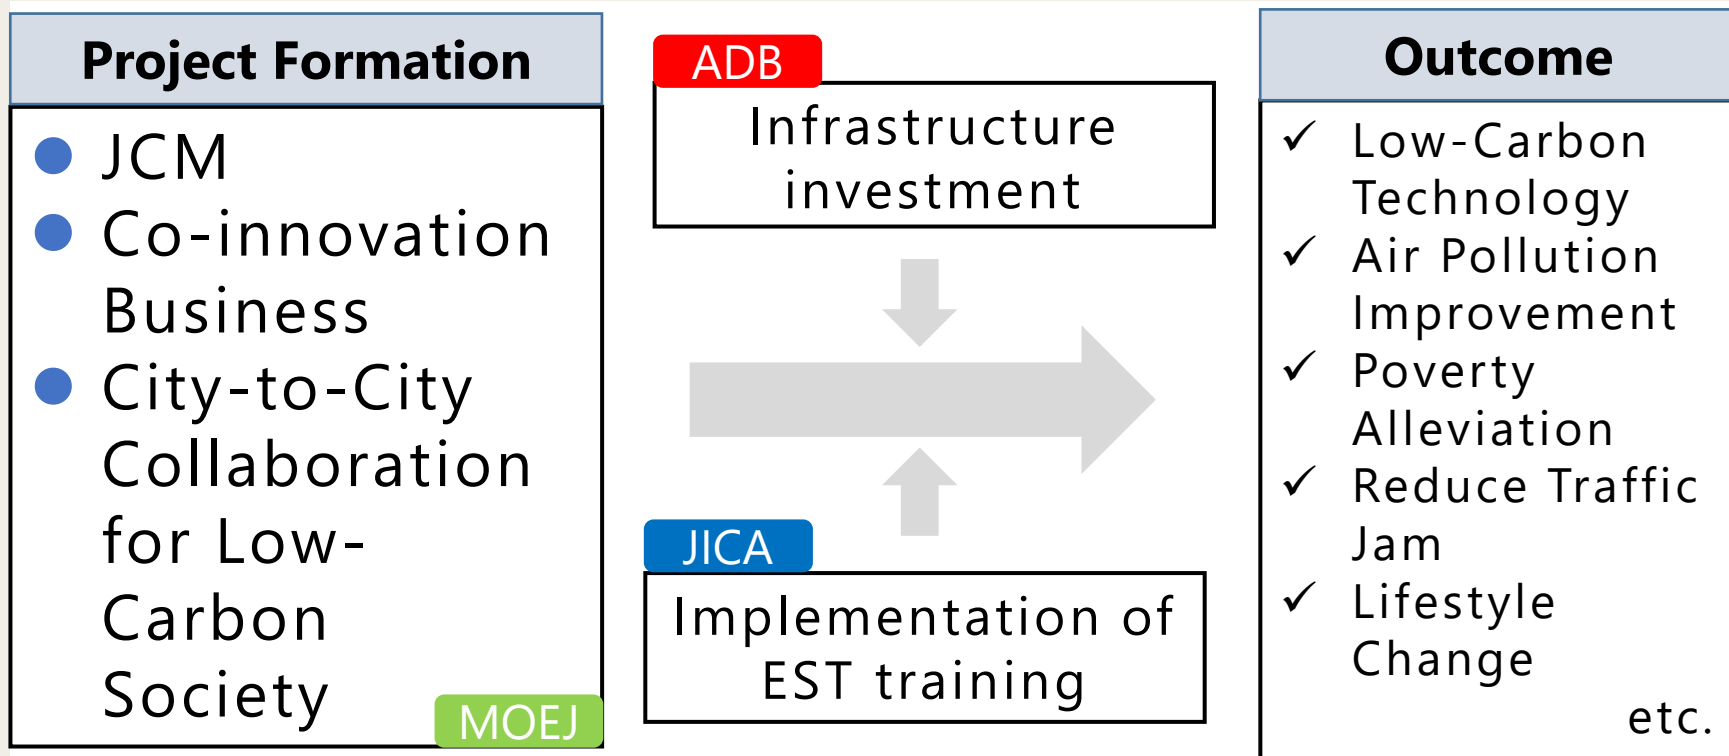 Project Formation
JCM
Co-innovation
Business
City-to-City
Collaboration
for Low-
Carbon
Society
MOEJ
ADB
Infrastructure
investment
JICA
Implementation of
EST training
Outcome
✓ Low-Carbon
Technology
✓ Air Pollution
Improvement
✓ Poverty
Alleviation
✓ Reduce Traffic
Jam
✓ Lifestyle
Change
etc.